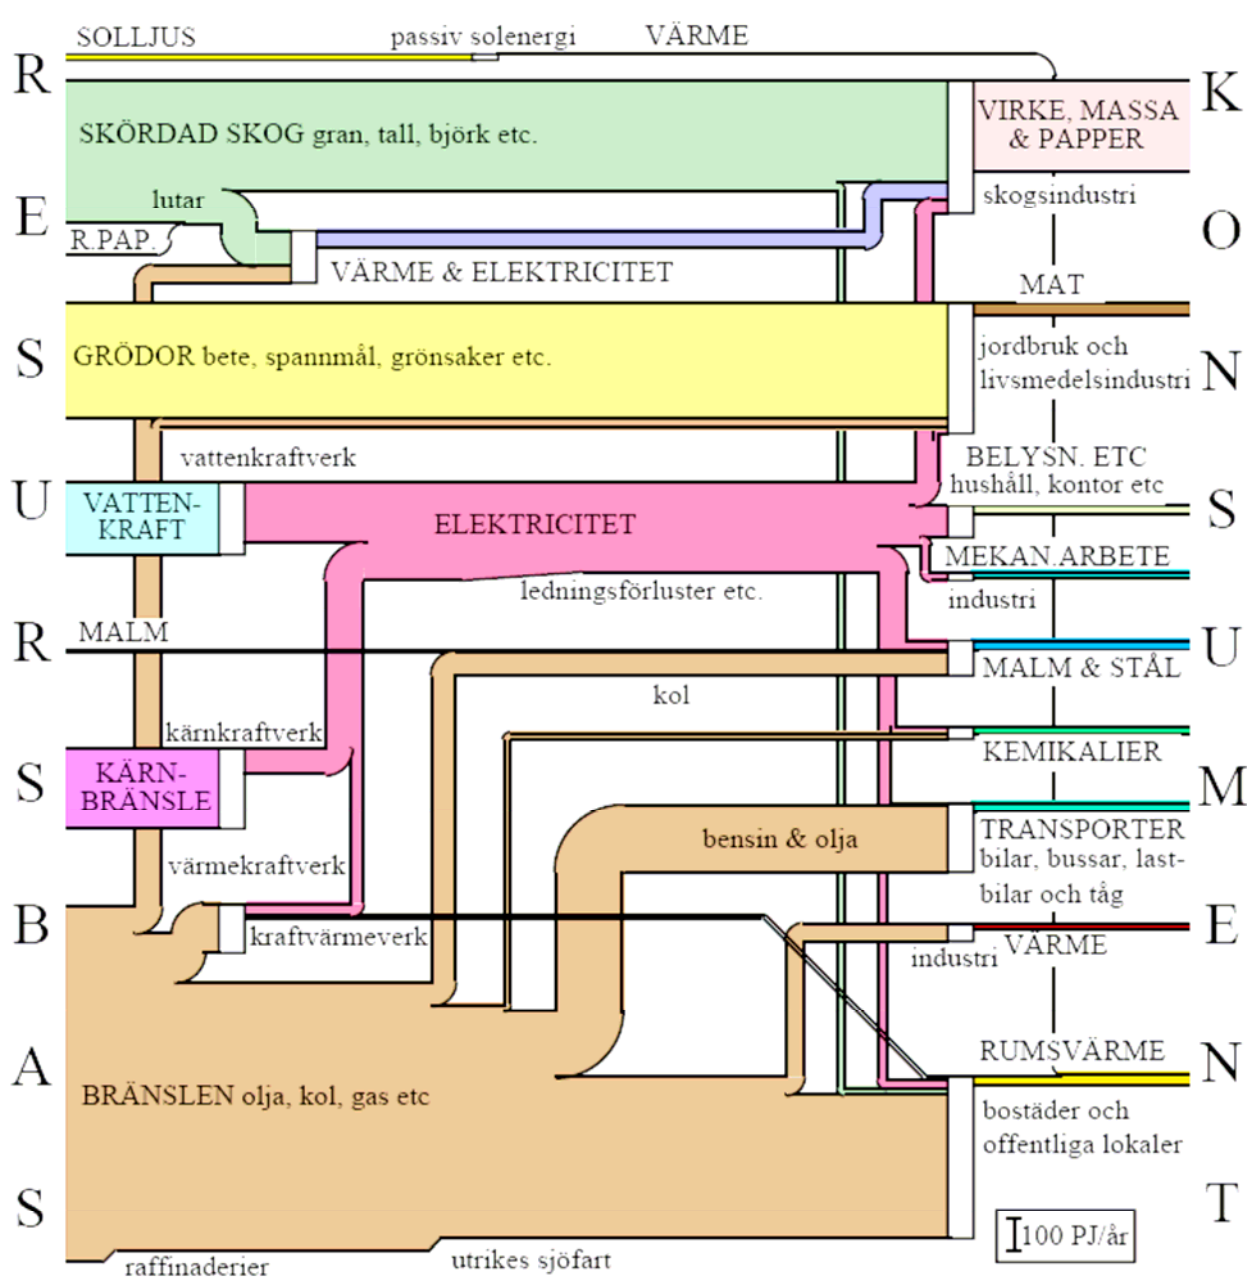 SOLLJUS
passiv solenergi
VÄRME
SKÖRDAD SKOG gran, tall, björk etc.
VIRKE, MASSA
& PAPPER
lutar
skogsindustri
R.PAP.
VÄRME & ELEKTRICITET
MAT
GRÖDOR bete, spannmål, grönsaker etc.
jordbruk och
livsmedelsindustri
vattenkraftverk
BELYSN. ETC
hushåll, kontor etc
VATTEN-
KRAFT
ELEKTRICITET
MEKAN.ARBETE
ledningsförluster etc.
industri
MALM
MALM & STÅL
kol
kärnkraftverk
KEMIKALIER
KÄRN-
BRÄNSLE
bensin & olja
TRANSPORTER
bilar, bussar, last-
bilar och tåg
värmekraftverk
kraftvärmeverk
industri
VÄRME
RUMSVÄRME
BRÄNSLEN olja, kol, gas etc
bostäder och
offentliga lokaler
100 PJ/år
raffinaderier
utrikes sjöfart
R
E
S
U
R
S
B
A
S
K
O
N
S
U
M
E
N
T